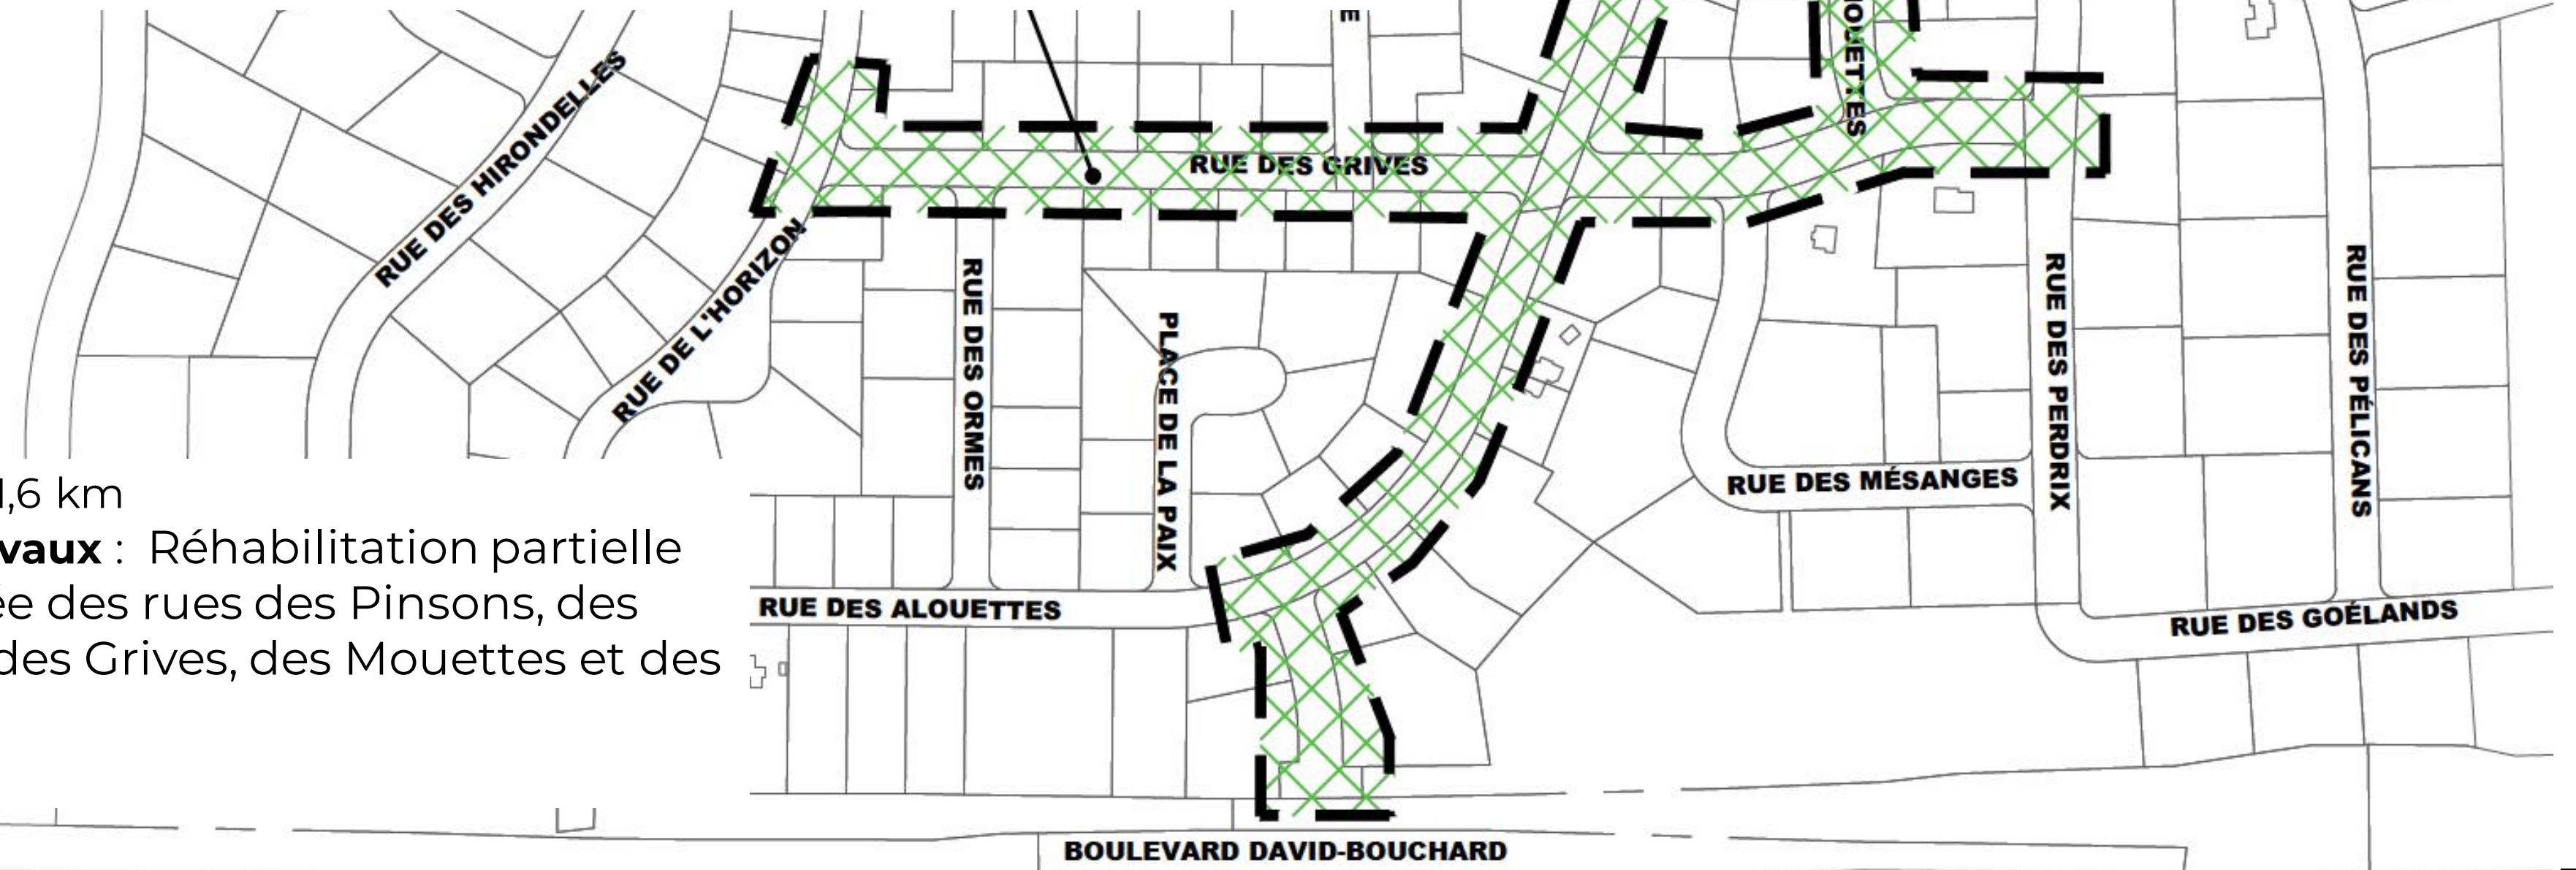 E
MOUETTES
RUE DES HIRONDELLES
RUE DES GRIVES
RUE DE L'HORIZON
RUE DES ORMES
PLACE DE LA PAIX
RUE DES PERDRIX
RUE DES PÉLICANS
RUE DES MÉSANGES
1,6 km
vaux : Réhabilitation partielle
ée des rues des Pinsons, des
des Grives, des Mouettes et des
RUE DES ALOUETTES
RUE DES GOÉLANDS
BOULEVARD DAVID-BOUCHARD